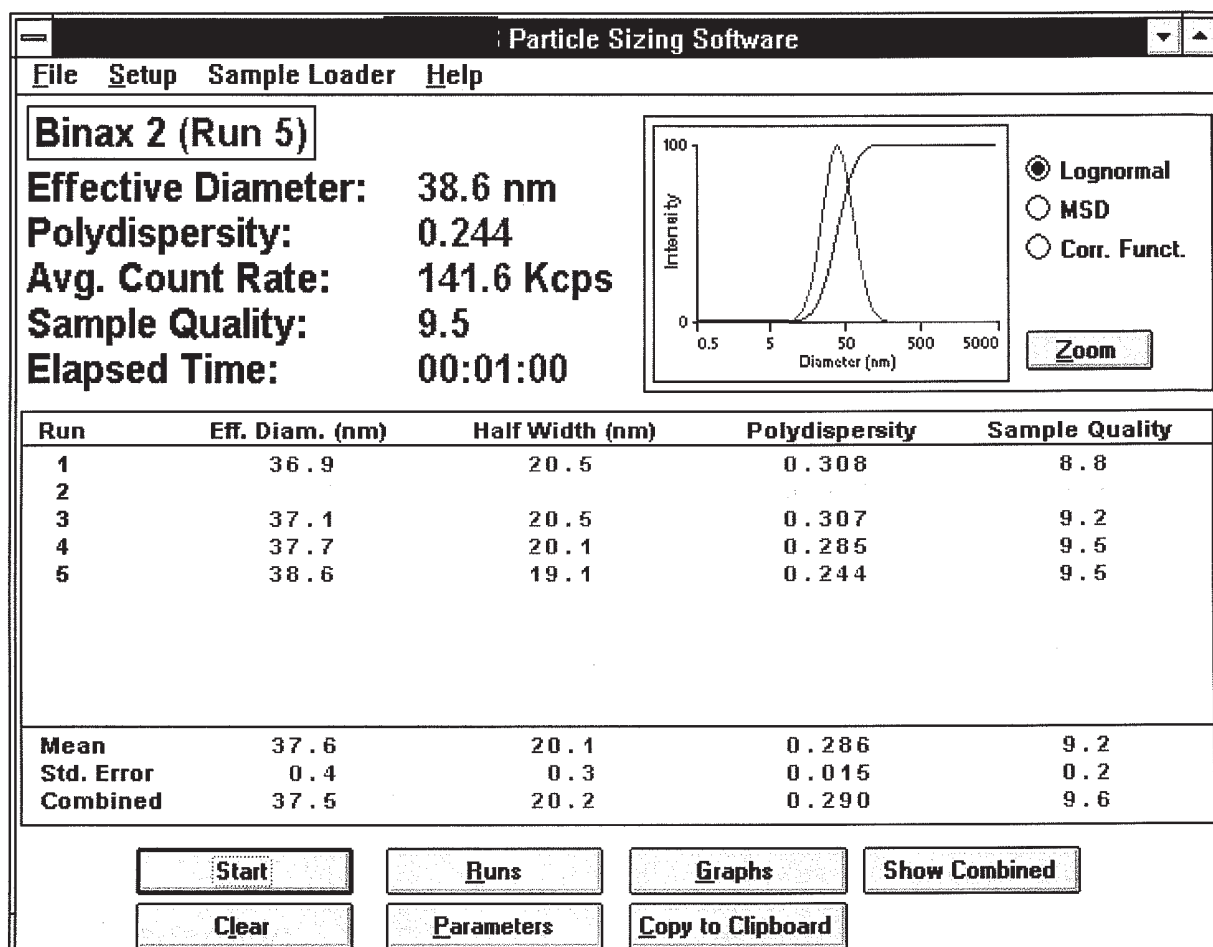 Particle Sizing Software
File Setup Sample Loader Help
Binax 2 (Run 5)
Effective Diameter: 38.6 nm
Polydispersity: 0.244
Avg. Count Rate: 141.6 Kcps
Sample Quality: 9.5
Elapsed Time: 00:01:00
100
Intensity
0
0.5 5 50 500 5000
Diameter (nm)
Lognormal
MSD
Corr. Funct.
Zoom
Run Eff. Diam. (nm) Half Width (nm) Polydispersity Sample Quality
1 36.9 20.5 0.308 8.8
2
3 37.1 20.5 0.307 9.2
4 37.7 20.1 0.285 9.5
5 38.6 19.1 0.244 9.5
Mean 37.6 20.1 0.286 9.2
Std. Error 0.4 0.3 0.015 0.2
Combined 37.5 20.2 0.290 9.6
Start Runs Graphs Show Combined
Clear Parameters Copy to Clipboard